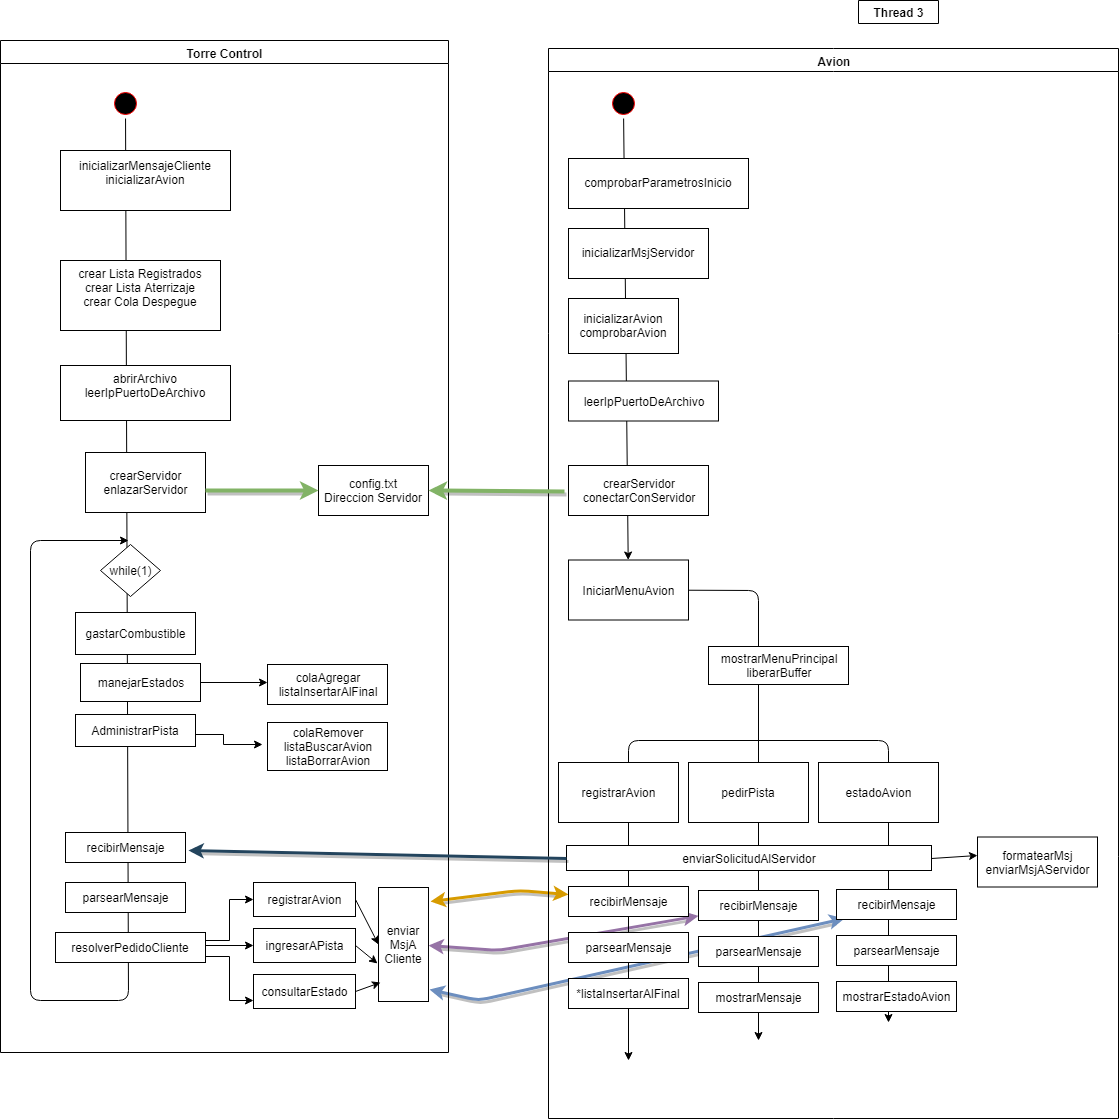 Thread 3
Torre Control
inicializarMensajeCliente
inicializarAvion
crear Lista Registrados
crear Lista Aterrizaje
crear Cola Despegue
abrirArchivo
leerIpPuertoDeArchivo
crearServidor
enlazarServidor
config.txt
Direccion Servidor
while(1)
gastarCombustible
manejarEstados
colaAgregar
listaInsertarAlFinal
AdministrarPista
colaRemover
listaBuscarAvion
listaBorrarAvion
recibirMensaje
parsearMensaje
resolverPedidoCliente
registrarAvion
ingresarAPista
consultarEstado
enviar
MsjA
Cliente
Avion
comprobarParametrosInicio
inicializarMsjServidor
inicializarAvion
comprobarAvion
leerIpPuertoDeArchivo
crearServidor
conectarConServidor
IniciarMenuAvion
mostrarMenuPrincipal
liberarBuffer
registrarAvion
pedirPista
estadoAvion
enviarSolicitudAlServidor
formatearMsj
enviarMsjAServidor
recibirMensaje
parsearMensaje
*listaInsertarAlFinal
recibirMensaje
parsearMensaje
mostrarMensaje
recibirMensaje
parsearMensaje
mostrarEstadoAvion